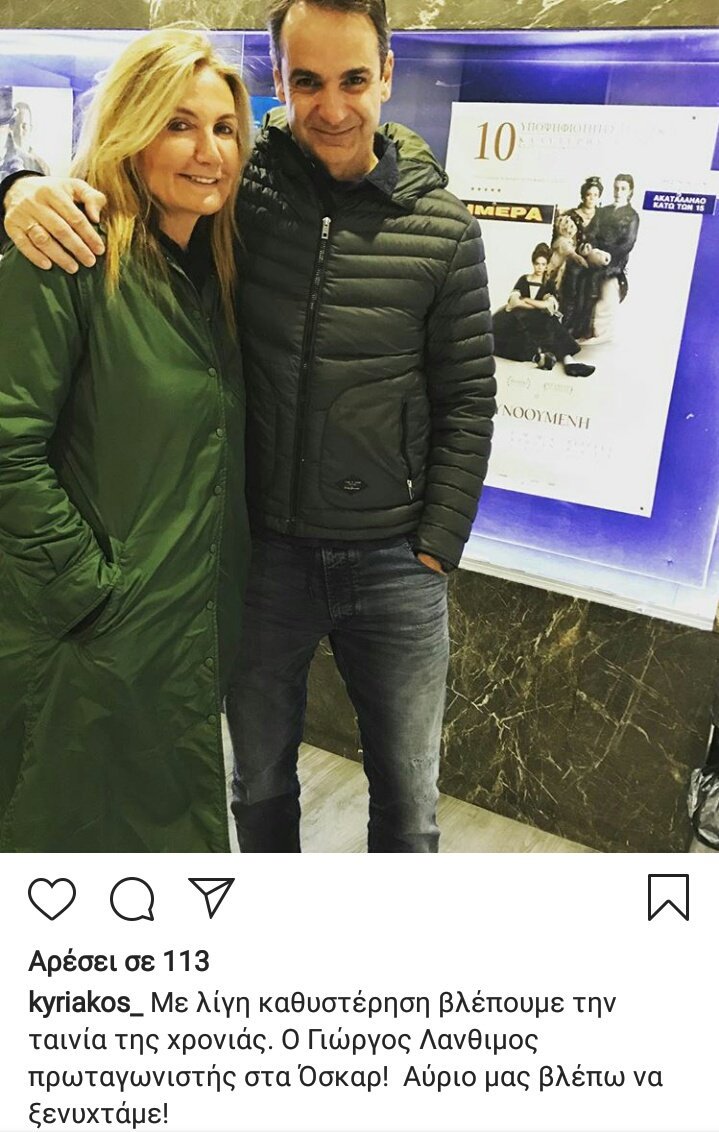 10
ΥΠΟΨΗΦΙΟΤΗΤΕΣ
ΗΜΕΡΑ
ΑΚΑΤΑΛΛΗΛΟ
ΚΑΤΩ ΤΩΝ 15
ΥΝΟΟΥΜΕΝΗ
Αρέσει σε 113
kyriakos_ Με λίγη καθυστέρηση βλέπουμε την
ταινία της χρονιάς. Ο Γιώργος Λανθιμος
πρωταγωνιστής στα Όσκαρ! Αύριο μας βλέπω να
ξενυχτάμε!